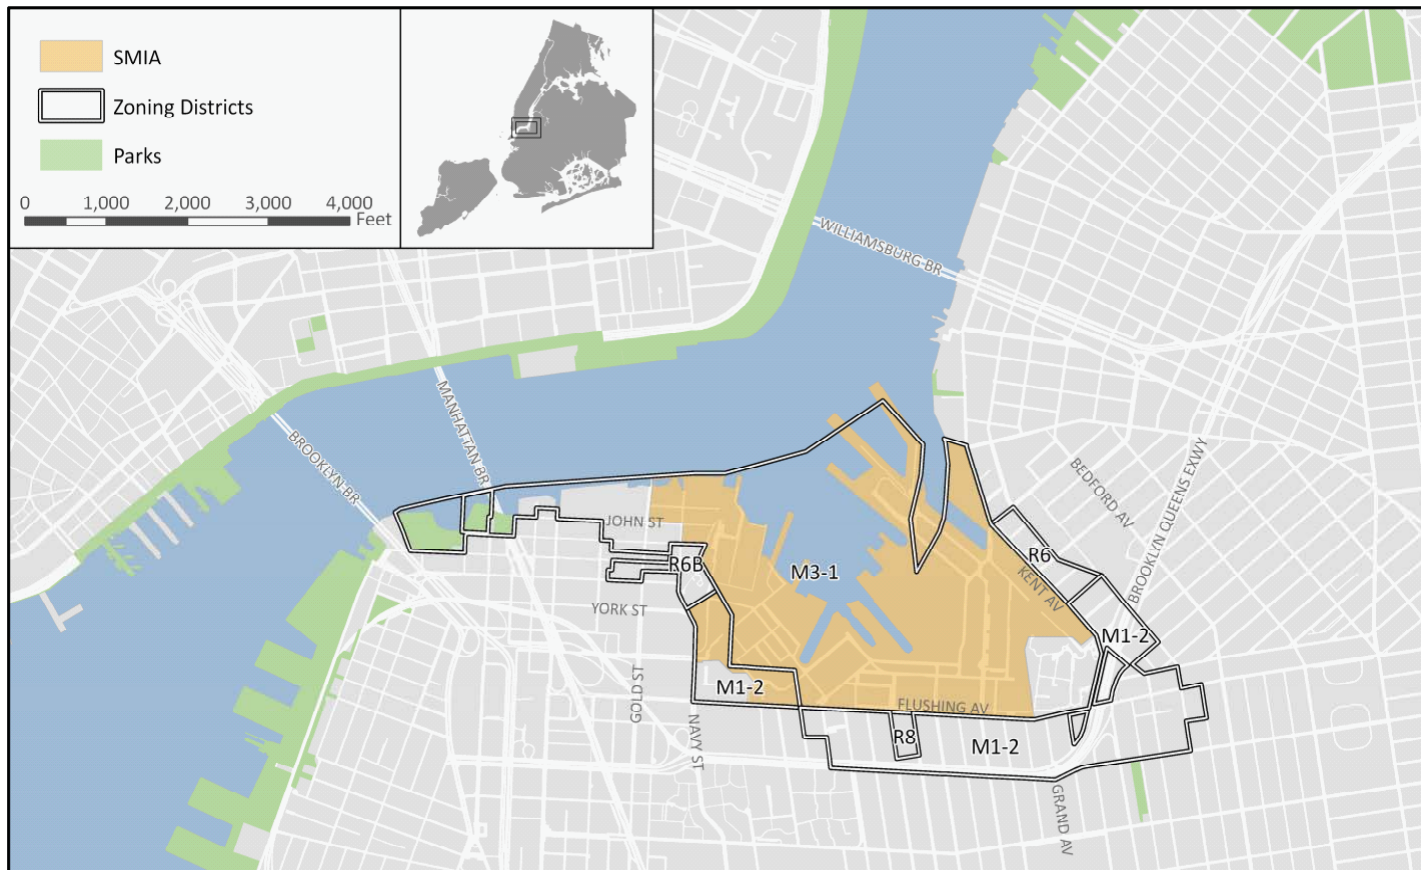 SMIA
Zoning Districts
Parks
0 1,000 2,000 3,000 4,000
Feet
WILLIAMSBURG BR
MANHATTAN BR
BROOKLYN BR
BEDFORD AV
BROOKLYN QUEENS EXWY
JOHN ST
R6
R6B
M3-1
KENT AV
YORK ST
M1-2
M1-2
GOLD ST
FLUSHING AV
NAVY ST
R8
M1-2
GRAND AV